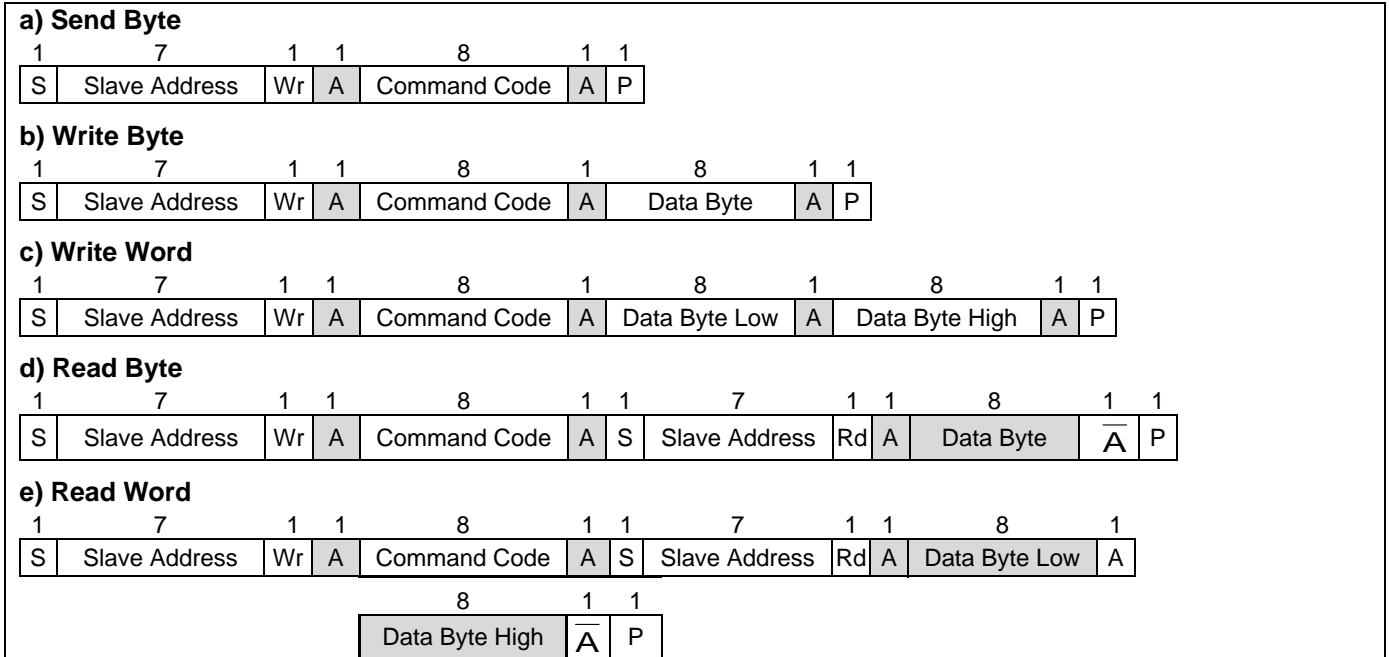 a) Send Byte
1 7 1 1 8 1 1
S Slave Address Wr A Command Code A P
b) Write Byte
1 7 1 1 8 1 8 1 1
S Slave Address Wr A Command Code A Data Byte A P
c) Write Word
1 7 1 1 8 1 8 1 8 1 1
S Slave Address Wr A Command Code A Data Byte Low A Data Byte High A P
d) Read Byte
1 7 1 1 8 1 1 7 1 1 8 1 1
S Slave Address Wr A Command Code A S Slave Address Rd A Data Byte A̅ P
e) Read Word
1 7 1 1 8 1 1 7 1 1 8 1
S Slave Address Wr A Command Code A S Slave Address Rd A Data Byte Low A
8 1 1
Data Byte High A̅ P